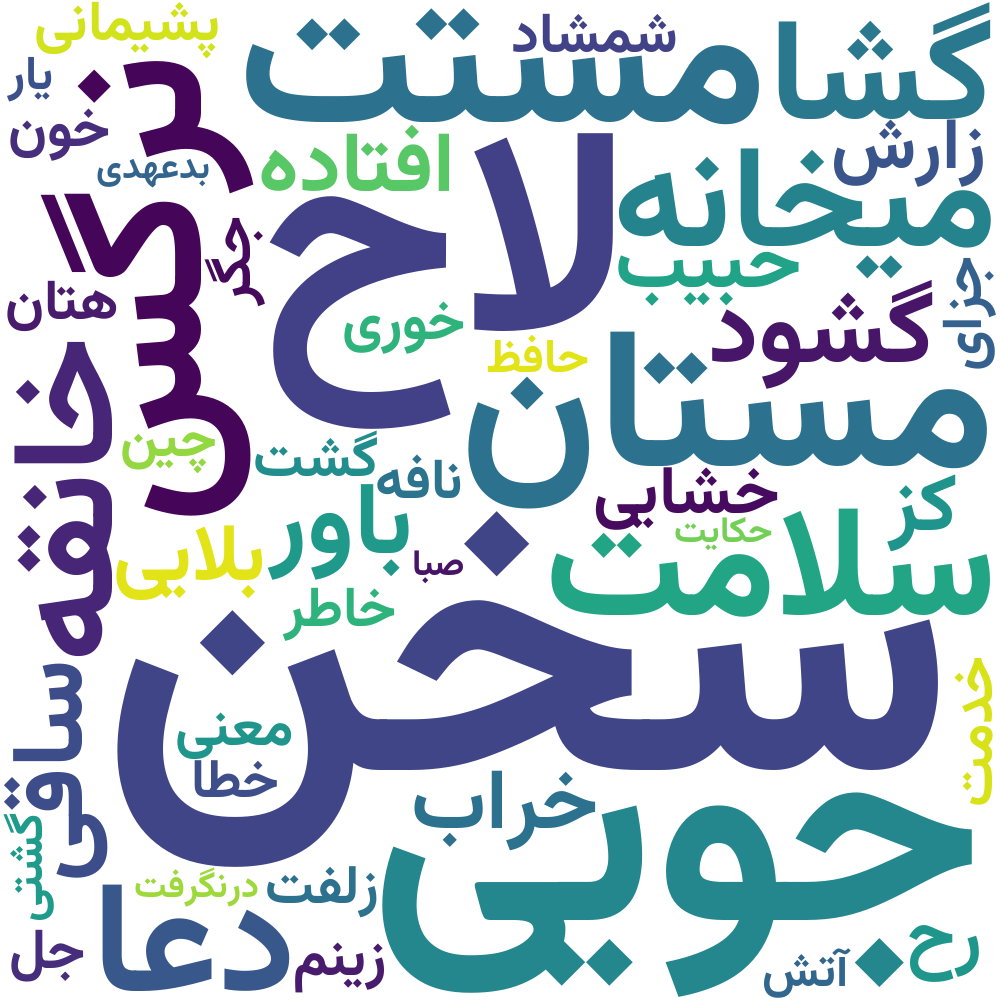 پشیمانی
شمشاد
گشا
مستت
یار
نرگس
خون
زارش
افتاده
لاح
میخانه
بدعهدی
جگر
حبیب
جزای
هتان
خوری
گشود
حافظ
مستان
خانقه
ن
چین
گشت
نافه
خشایی
کز
باور
حکایت
بلایی
صبا
سلامت
خاطر
سخن
ساقی
خدمت
معنی
خطا
خراب
جویی
گشتی
درنگرفت
زلفت
دعا
رح
جل
زینم
آتش